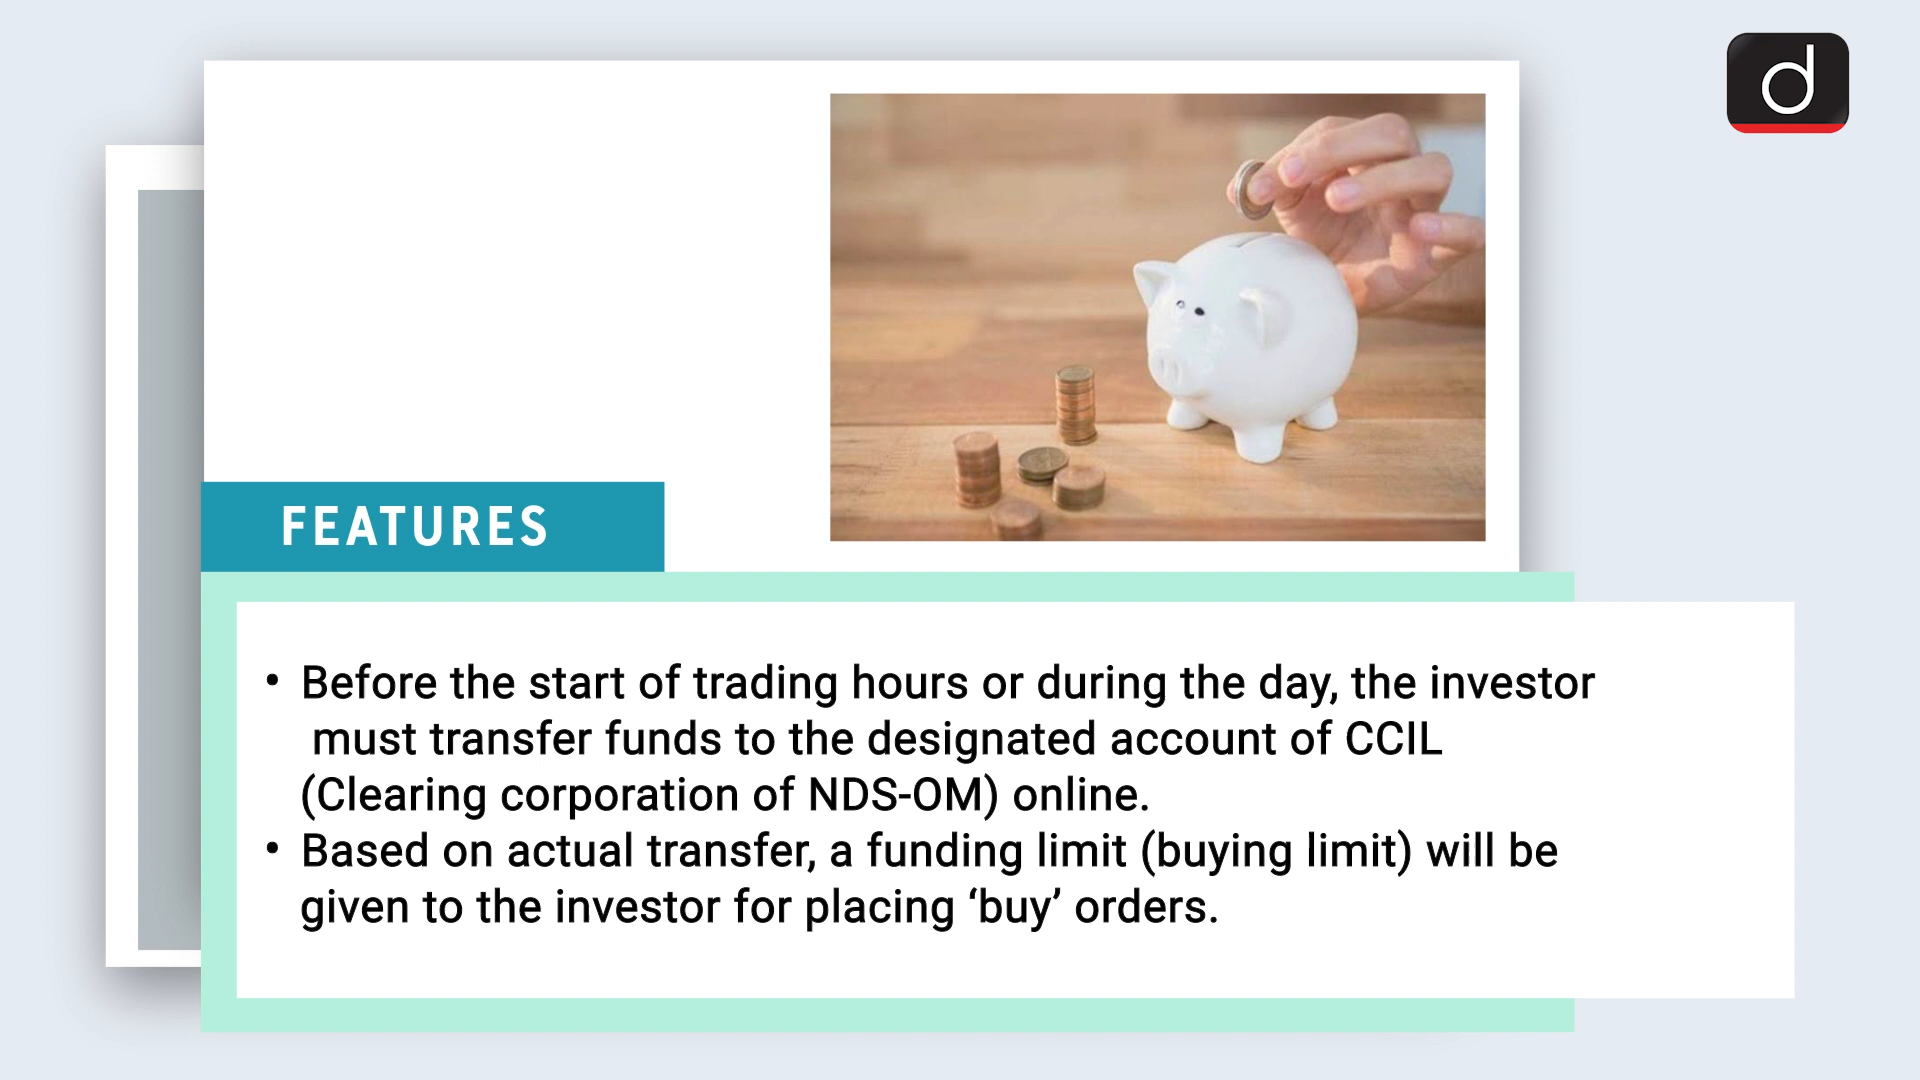 d
FEATURES
• Before the start of trading hours or during the day, the investor
must transfer funds to the designated account of CCIL
(Clearing corporation of NDS-OM) online.
• Based on actual transfer, a funding limit (buying limit) will be
given to the investor for placing ‘buy’ orders.